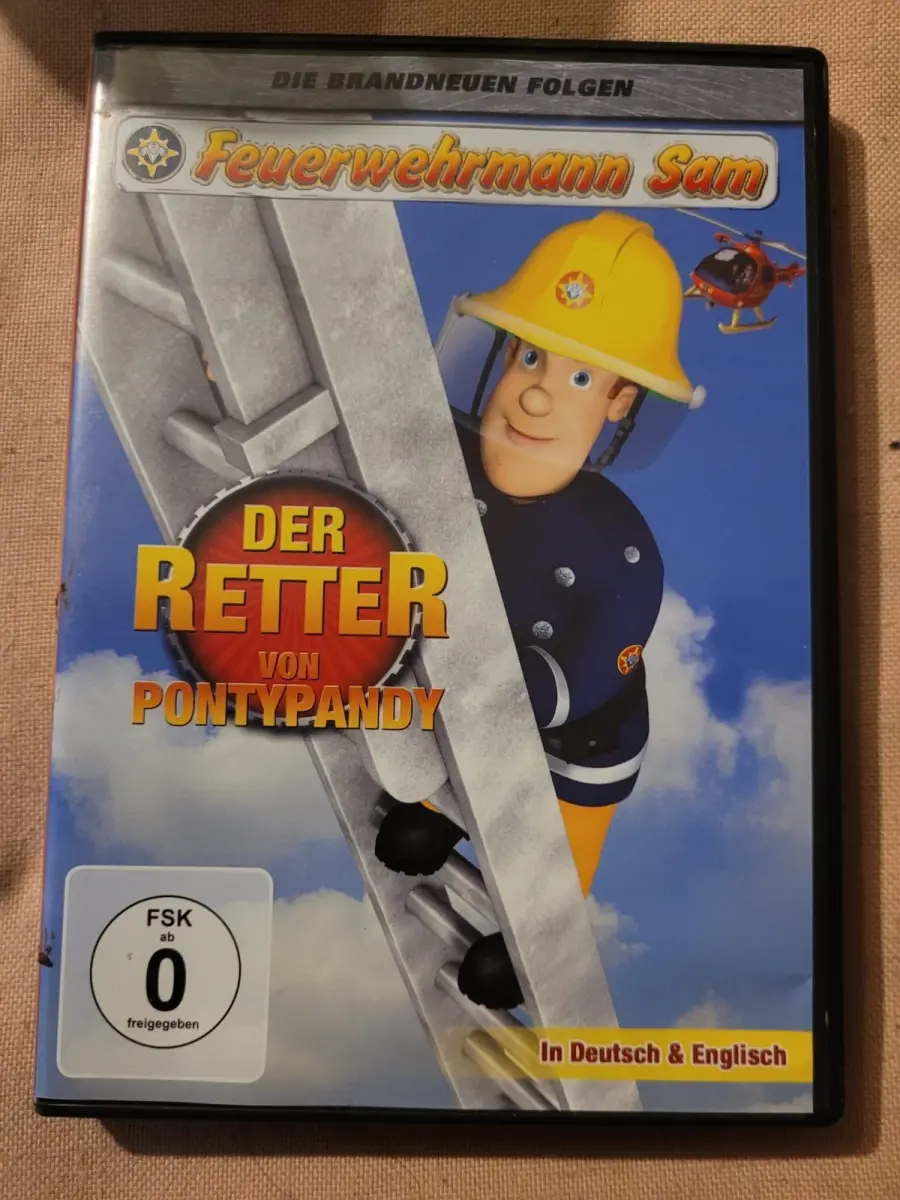 DIE BRANDNEUEN FOLGEN
Feuerwehrmann Sam
DER
RETTER
VON
PONTYPANDY
FSK
ab
0
freigegeben
In Deutsch & Englisch